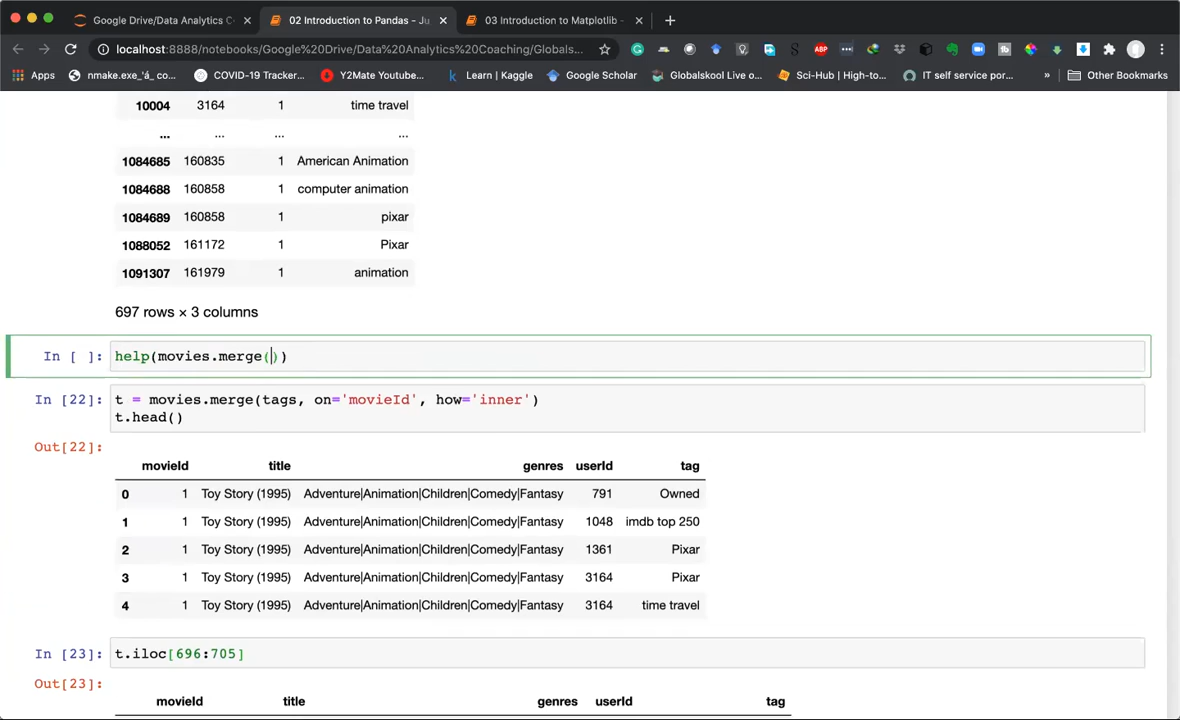 Google Drive/Data Analytics C
02 Introduction to Pandas - Ju
03 Introduction to Matplotlib -
localhost:8888/notebooks/Google%20Drive/Data%20Analytics%20Coaching/Globals...
ABP
Apps
nmake.exe_'á_ co...
COVID-19 Tracker...
Y2Mate Youtube...
Learn | Kaggle
Google Scholar
Globalskool Live o...
Sci-Hub | High-to...
IT self service por...
»
Other Bookmarks
10004 3164 1 time travel
... ... ... ...
1084685 160835 1 American Animation
1084688 160858 1 computer animation
1084689 160858 1 pixar
1088052 161172 1 Pixar
1091307 161979 1 animation
697 rows × 3 columns
In [ ]: help(movies.merge())
In [22]: t = movies.merge(tags, on='movieId', how='inner')
t.head()
Out[22]:
movieId title genres userId tag
0 1 Toy Story (1995) Adventure|Animation|Children|Comedy|Fantasy 791 Owned
1 1 Toy Story (1995) Adventure|Animation|Children|Comedy|Fantasy 1048 imdb top 250
2 1 Toy Story (1995) Adventure|Animation|Children|Comedy|Fantasy 1361 Pixar
3 1 Toy Story (1995) Adventure|Animation|Children|Comedy|Fantasy 3164 Pixar
4 1 Toy Story (1995) Adventure|Animation|Children|Comedy|Fantasy 3164 time travel
In [23]: t.iloc[696:705]
Out[23]:
movieId title genres userId tag